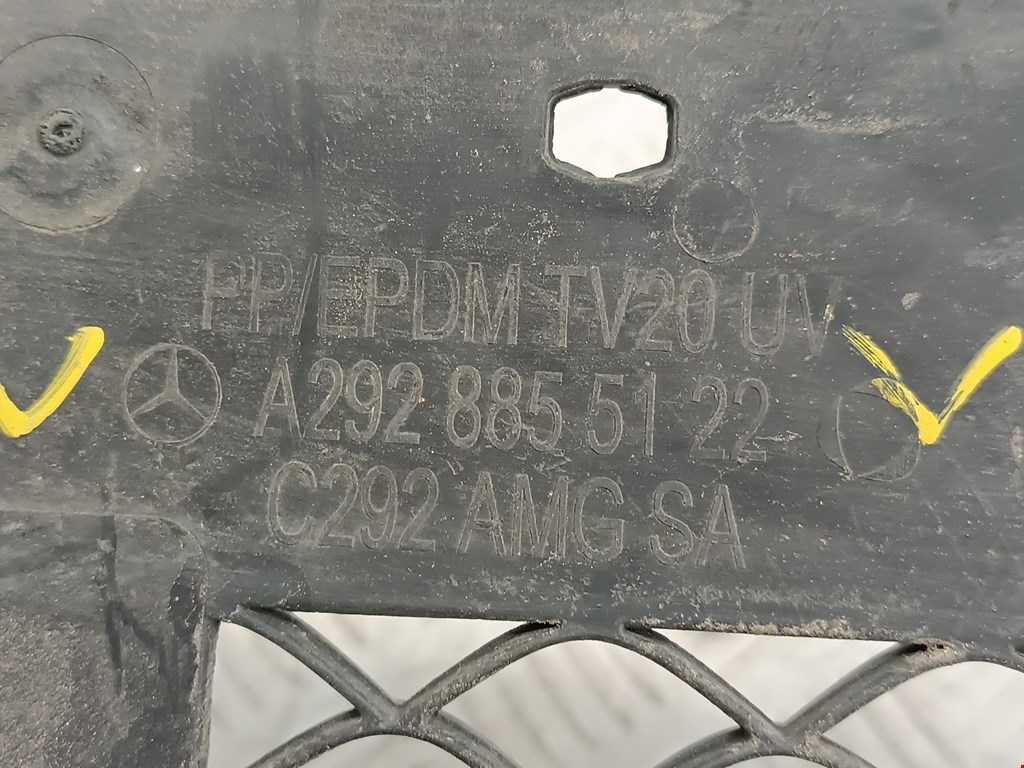 PP/EPDM TV20 UV
A292 885 51 22
C292 AMG SA